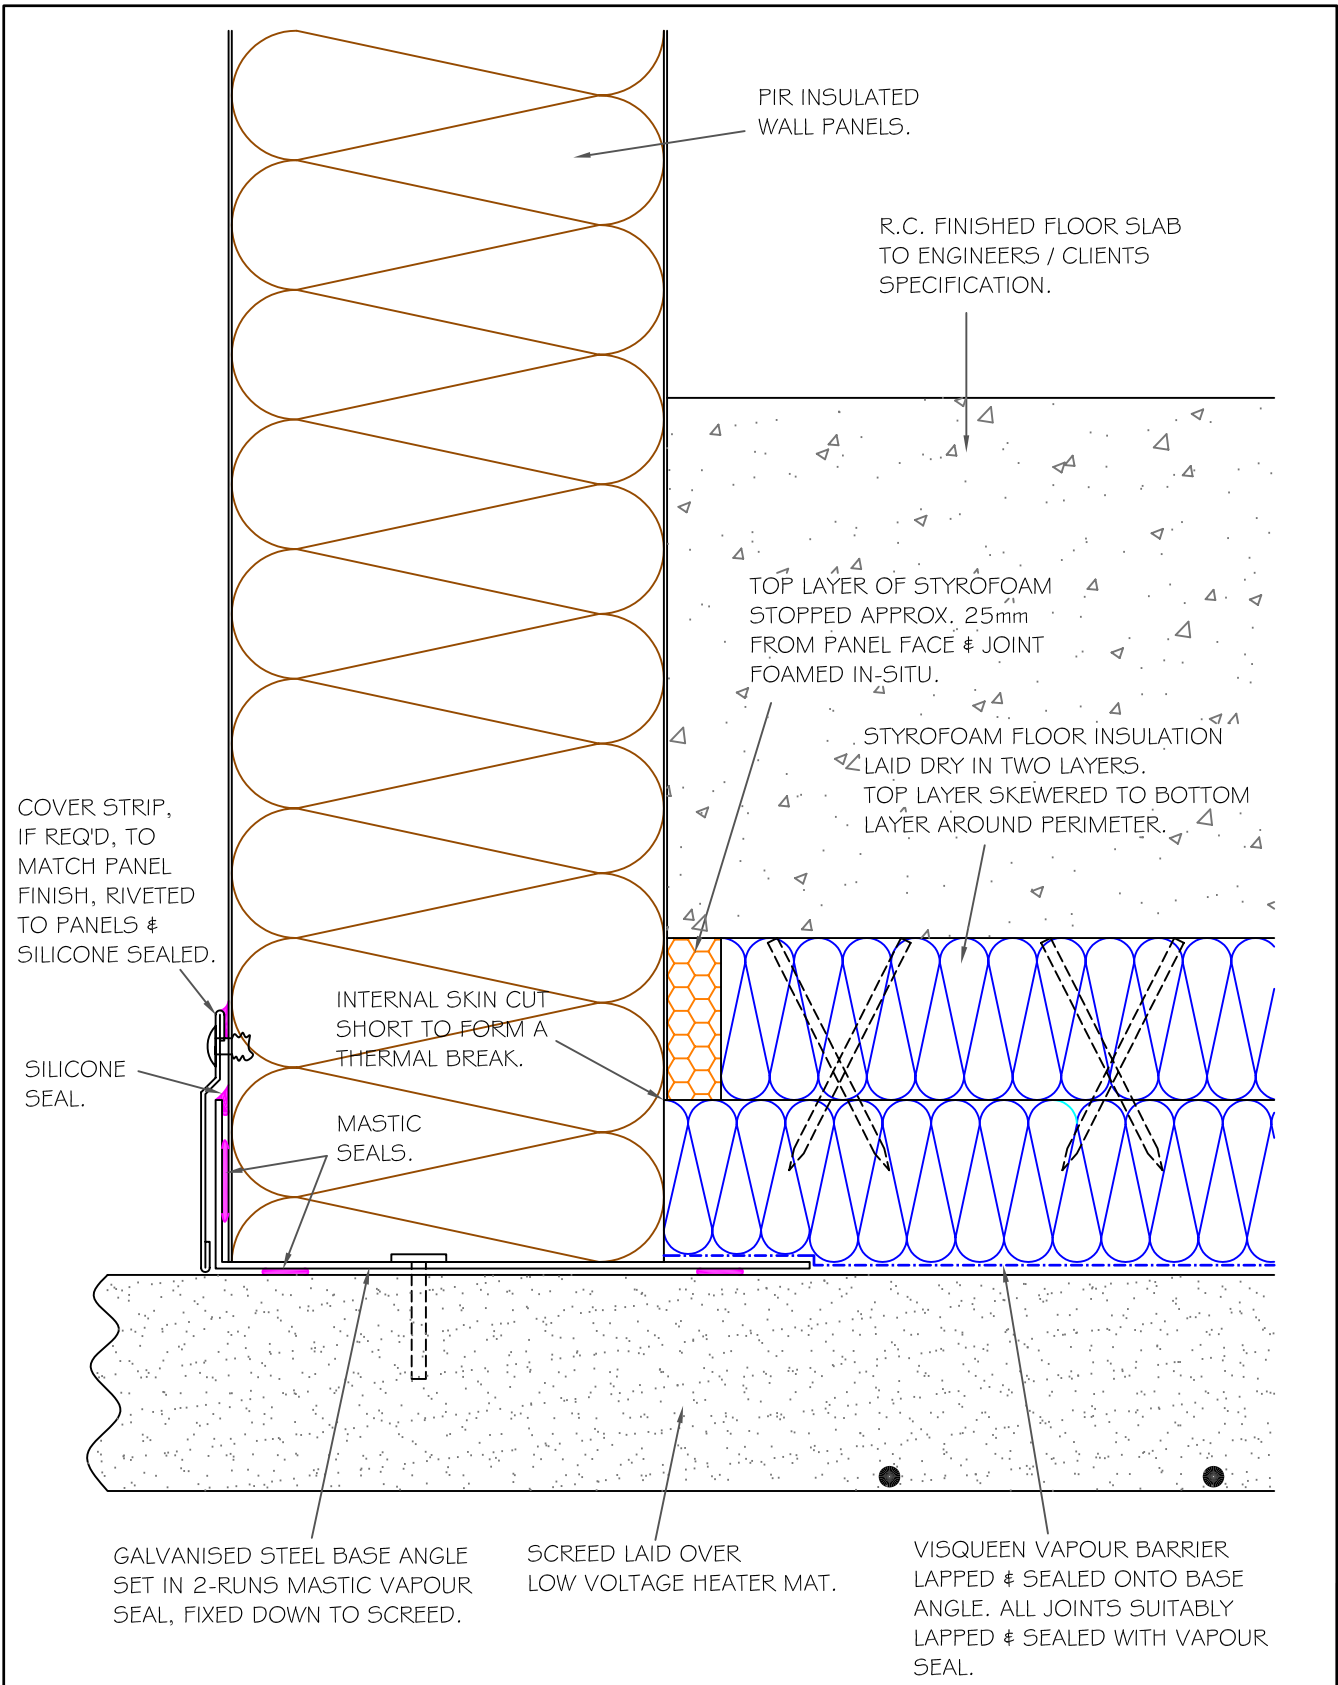 PIR INSULATED
WALL PANELS.
R.C. FINISHED FLOOR SLAB
TO ENGINEERS / CLIENTS
SPECIFICATION.
TOP LAYER OF STYROFOAM
STOPPED APPROX. 25mm
FROM PANEL FACE & JOINT
FOAMED IN-SITU.
STYROFOAM FLOOR INSULATION
LAID DRY IN TWO LAYERS.
TOP LAYER SKEWERED TO BOTTOM
LAYER AROUND PERIMETER.
COVER STRIP,
IF REQ'D, TO
MATCH PANEL
FINISH, RIVETED
TO PANELS &
SILICONE SEALED.
INTERNAL SKIN CUT
SHORT TO FORM A
THERMAL BREAK.
SILICONE
SEAL.
MASTIC
SEALS.
GALVANISED STEEL BASE ANGLE
SET IN 2-RUNS MASTIC VAPOUR
SEAL, FIXED DOWN TO SCREED.
SCREED LAID OVER
LOW VOLTAGE HEATER MAT.
VISQUEEN VAPOUR BARRIER
LAPPED & SEALED ONTO BASE
ANGLE. ALL JOINTS SUITABLY
LAPPED & SEALED WITH VAPOUR
SEAL.